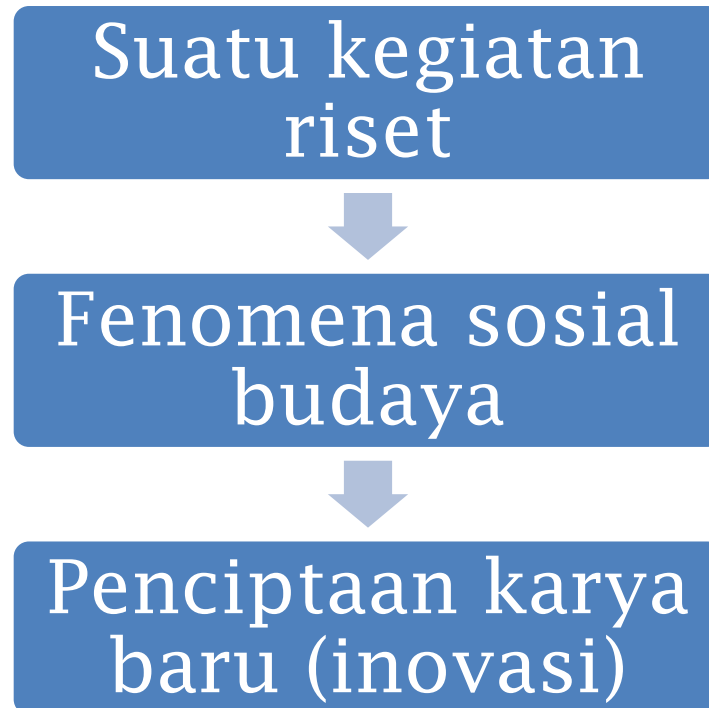 Suatu kegiatan
riset
Fenomena sosial
budaya
Penciptaan karya
baru (inovasi)